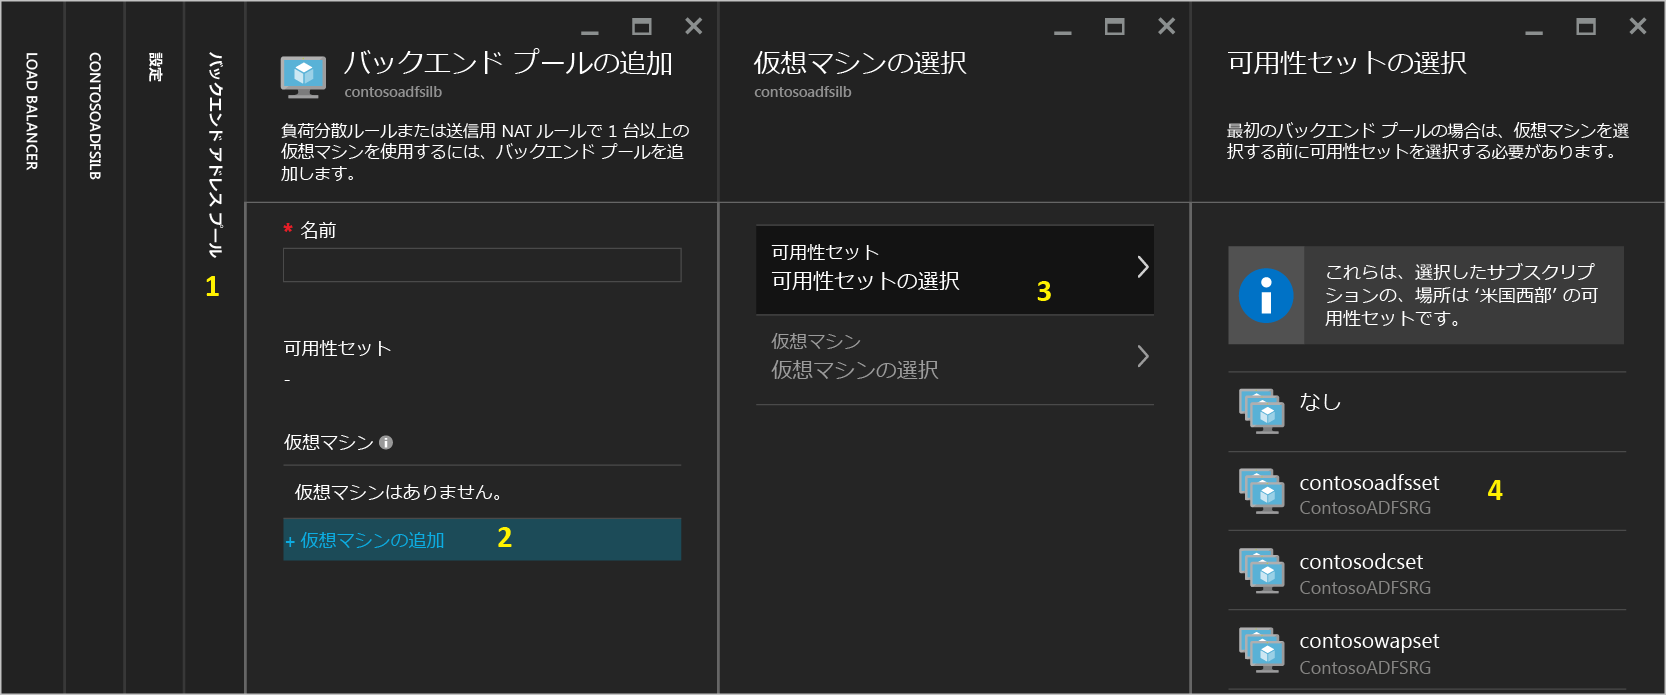 LOAD BALANCER
CONTOSOADFSILB
設定
バックエンド アドレス プール
1
バックエンド プールの追加
contosoadfsilb
負荷分散ルールまたは送信用 NAT ルールで 1 台以上の
仮想マシンを使用するには、バックエンド プールを追
加します。
* 名前
可用性セット
-
仮想マシン
仮想マシンはありません。
+ 仮想マシンの追加
2
仮想マシンの選択
contosoadfsilb
可用性セット
可用性セットの選択
3
仮想マシン
仮想マシンの選択
可用性セットの選択
最初のバックエンド プールの場合は、仮想マシンを選
択する前に可用性セットを選択する必要があります。
これらは、選択したサブスクリプ
ションの、場所は ‘米国西部’ の可
用性セットです。
なし
contosoadfsset
ContosoADFSRG
4
contosodcset
ContosoADFSRG
contosowapset
ContosoADFSRG